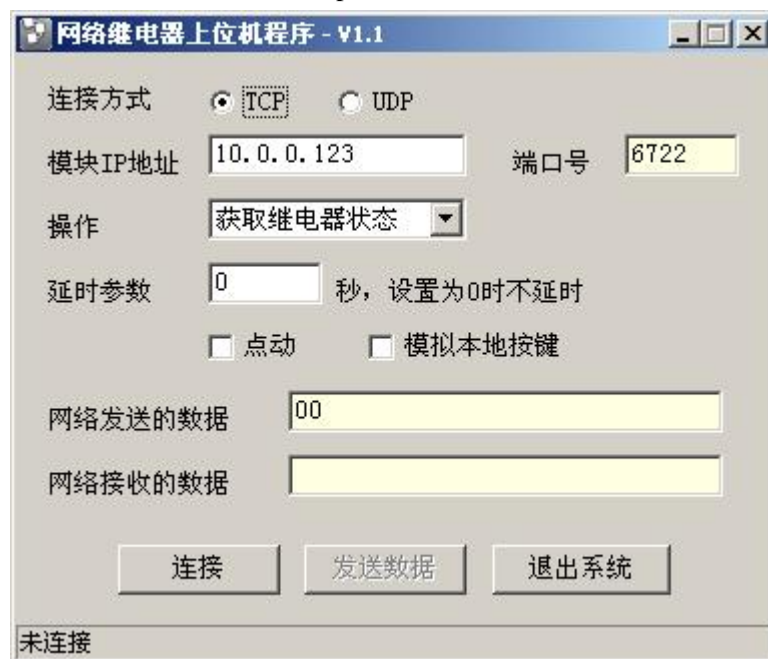 网络继电器上位机程序 - V1.1
连接方式 TCP UDP
模块IP地址 10.0.0.123 端口号 6722
操作 获取继电器状态
延时参数 0 秒，设置为0时不延时
点动 模拟本地按键
网络发送的数据 00
网络接收的数据
连接 发送数据 退出系统
未连接